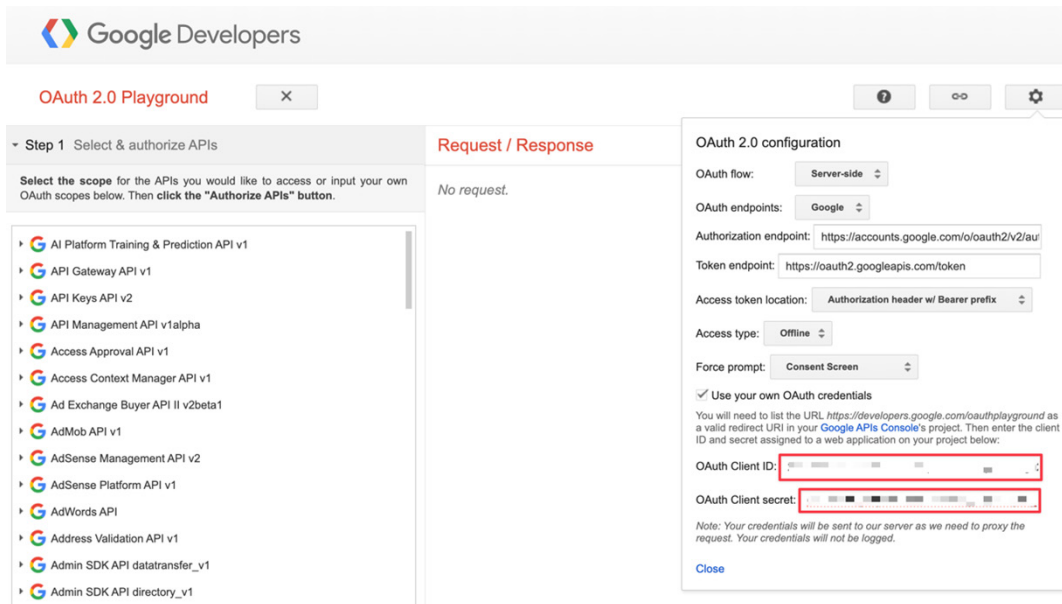 Google Developers
OAuth 2.0 Playground
Step 1 Select & authorize APIs
Select the scope for the APIs you would like to access or input your own
OAuth scopes below. Then click the "Authorize APIs" button.
AI Platform Training & Prediction API v1
API Gateway API v1
API Keys API v2
API Management API v1alpha
Access Approval API v1
Access Context Manager API v1
Ad Exchange Buyer API II v2beta1
AdMob API v1
AdSense Management API v2
AdSense Platform API v1
AdWords API
Address Validation API v1
Admin SDK API datatransfer_v1
Admin SDK API directory_v1
Request / Response
No request.
OAuth 2.0 configuration
OAuth flow: Server-side
OAuth endpoints: Google
Authorization endpoint: https://accounts.google.com/o/oauth2/v2/aut
Token endpoint: https://oauth2.googleapis.com/token
Access token location: Authorization header w/ Bearer prefix
Access type: Offline
Force prompt: Consent Screen
Use your own OAuth credentials
You will need to list the URL https://developers.google.com/oauthplayground as
a valid redirect URI in your Google APIs Console's project. Then enter the client
ID and secret assigned to a web application on your project below:
OAuth Client ID:
OAuth Client secret:
Note: Your credentials will be sent to our server as we need to proxy the
request. Your credentials will not be logged.
Close